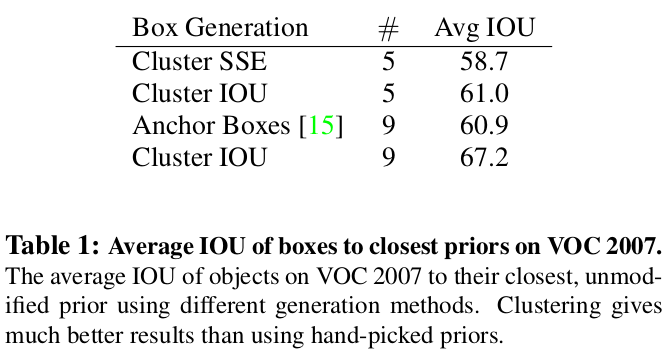 Box Generation # Avg IOU
Cluster SSE 5 58.7
Cluster IOU 5 61.0
Anchor Boxes [15] 9 60.9
Cluster IOU 9 67.2
Table 1: Average IOU of boxes to closest priors on VOC 2007.
The average IOU of objects on VOC 2007 to their closest, unmod-
ified prior using different generation methods. Clustering gives
much better results than using hand-picked priors.